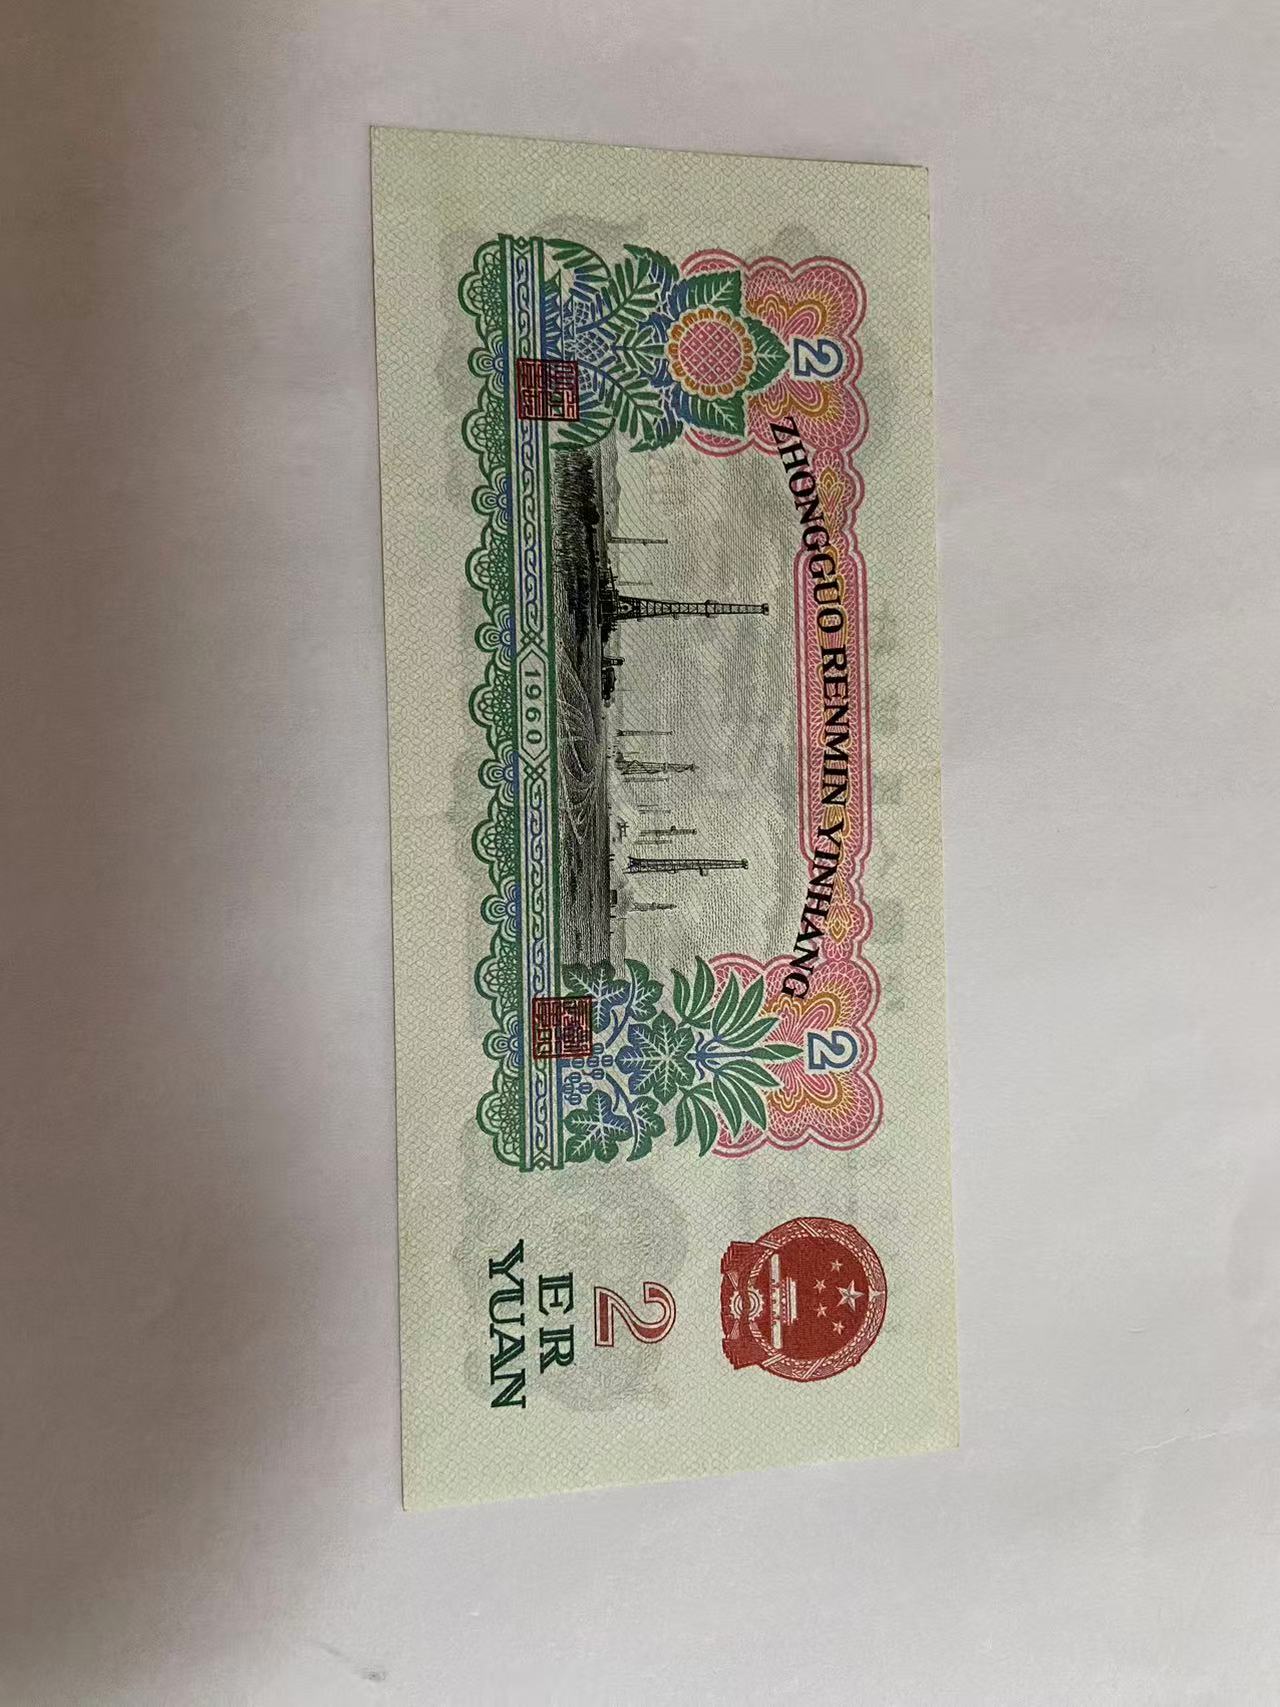 ZHONGGUO RENMIN YINHANG
2
2
1960
2
ER
YUAN